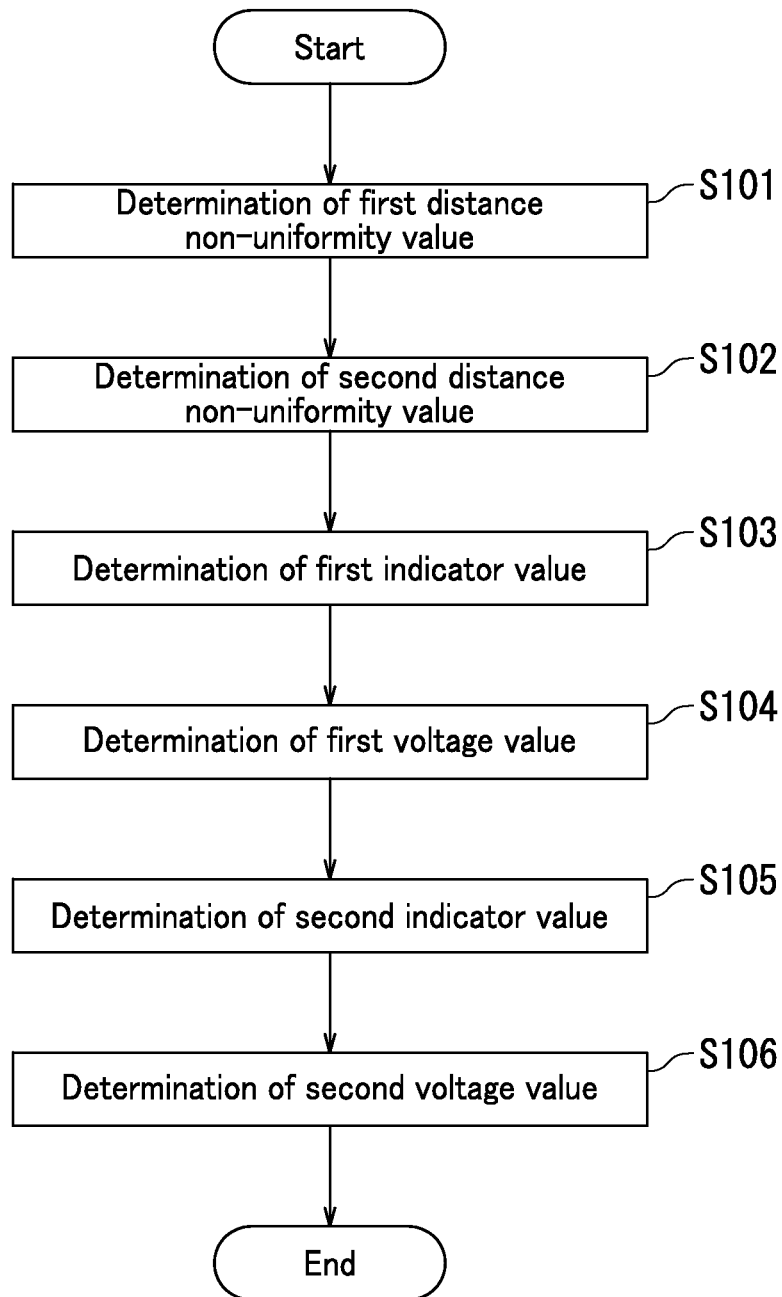 Start
S101
Determination of first distance
non-uniformity value
S102
Determination of second distance
non-uniformity value
S103
Determination of first indicator value
S104
Determination of first voltage value
S105
Determination of second indicator value
S106
Determination of second voltage value
End